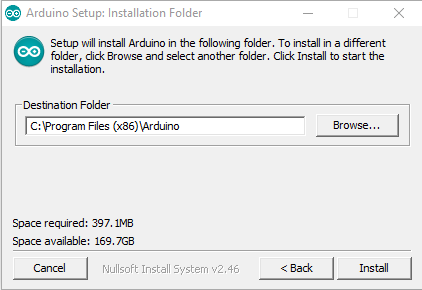 Arduino Setup: Installation Folder
Setup will install Arduino in the following folder. To install in a different
folder, click Browse and select another folder. Click Install to start the
installation.
Destination Folder
C:\Program Files (x86)\Arduino
Browse...
Space required: 397.1MB
Space available: 169.7GB
Cancel
Nullsoft Install System v2.46
< Back
Install